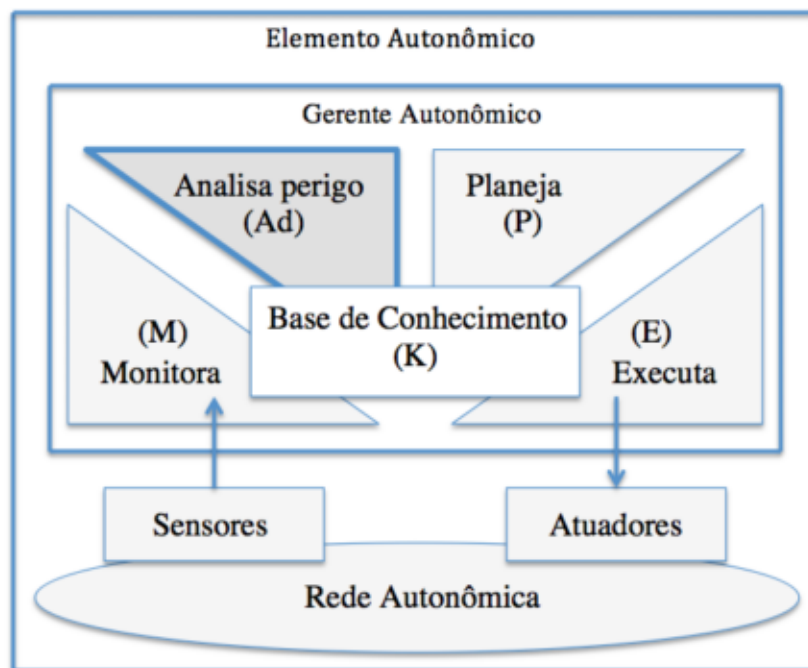 Elemento Autonômico
Gerente Autonômico
Analisa perigo
(Ad)
Planeja
(P)
Base de Conhecimento
(K)
(M)
Monitora
(E)
Executa
Sensores
Atuadores
Rede Autonômica